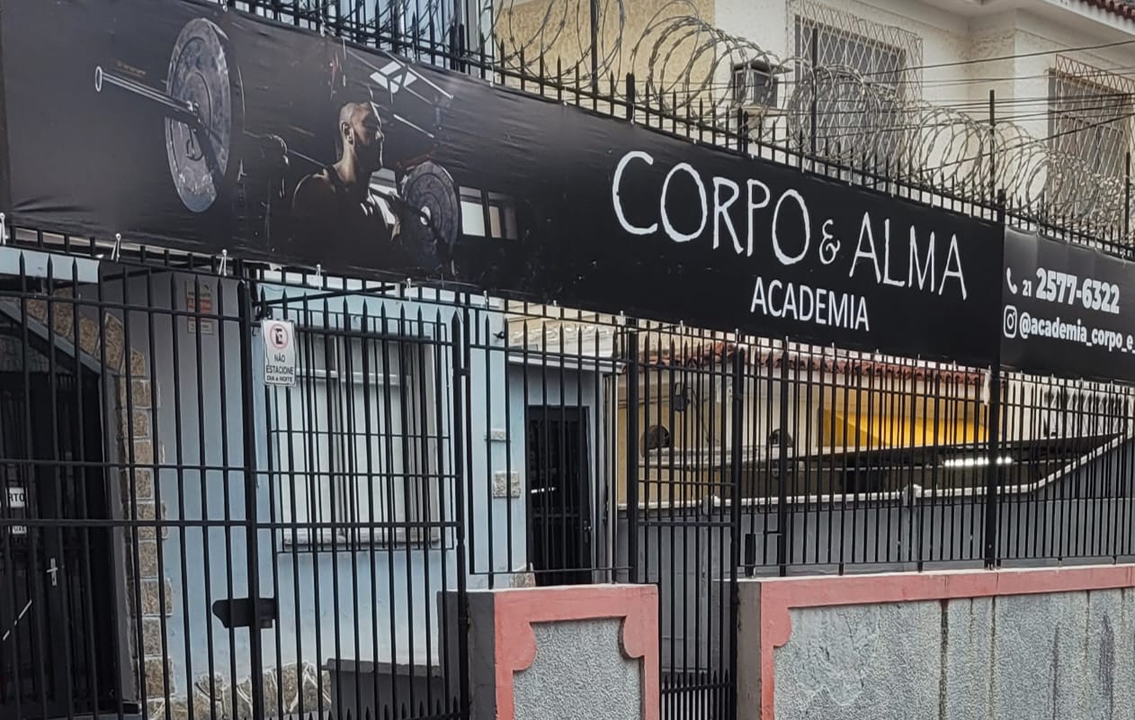 CORPO & ALMA
ACADEMIA
21 2577-6322
@academia_corpo_e_
E
NÃO
ESTACIONE
DIA e NOITE